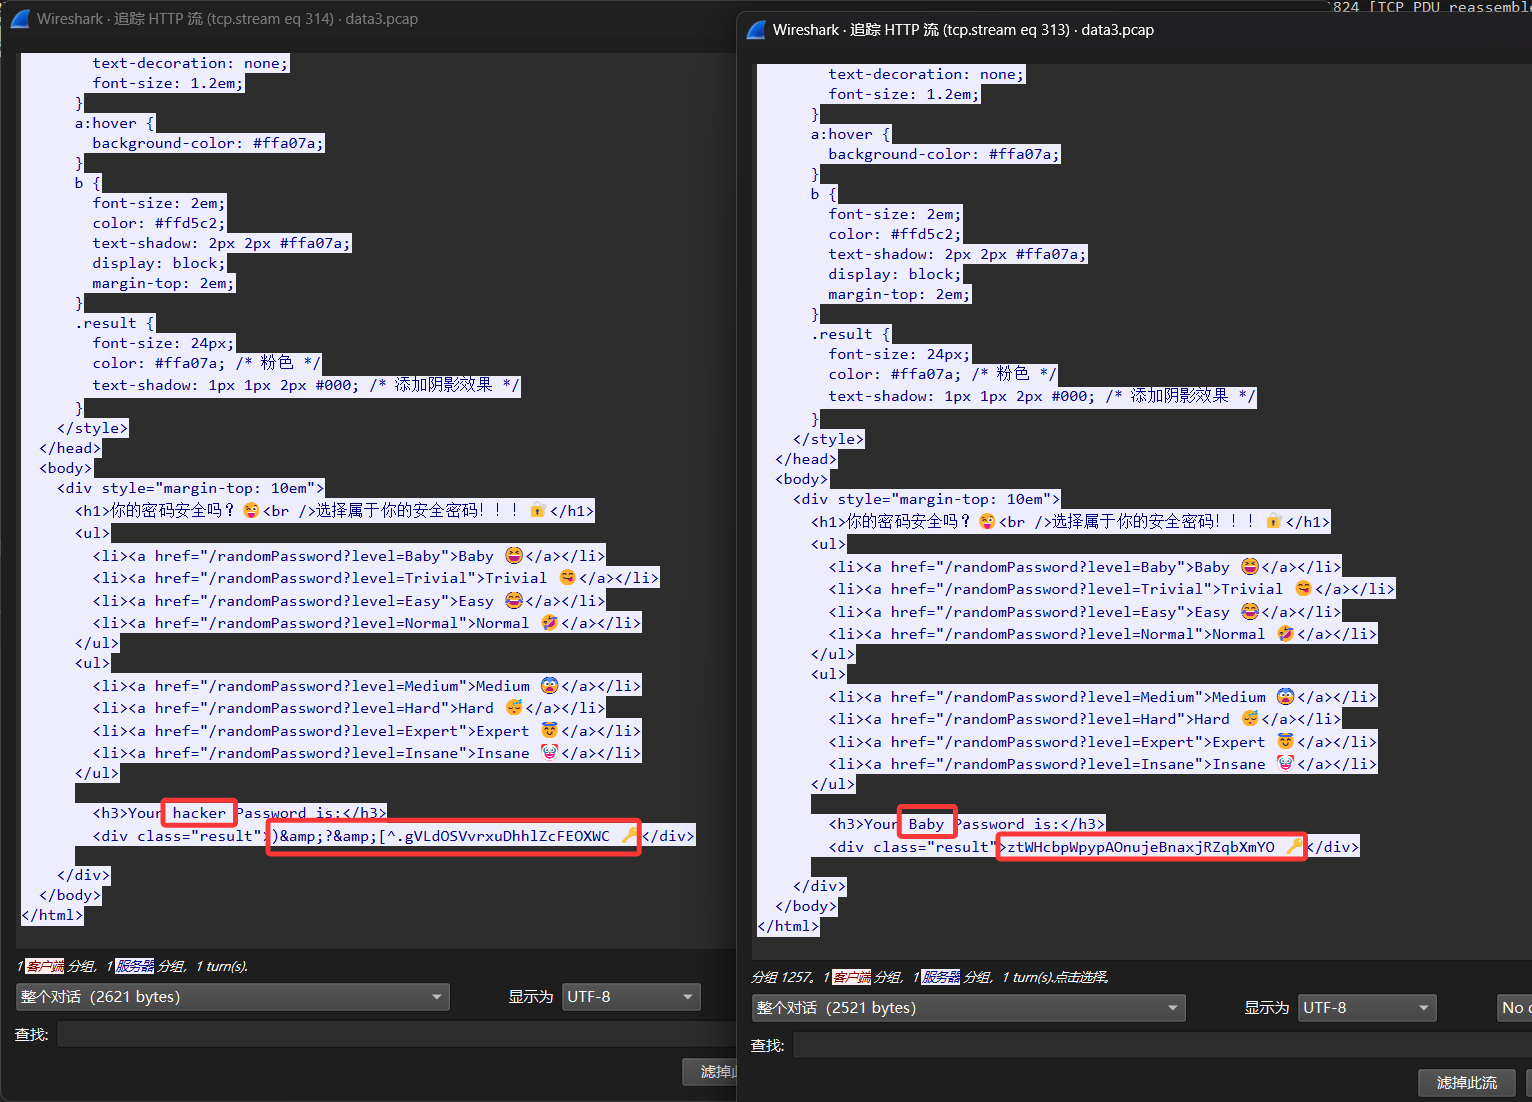 Wireshark · 追踪 HTTP 流 (tcp.stream eq 314) · data3.pcap
text-decoration: none;
font-size: 1.2em;
}
a:hover {
background-color: #ffa07a;
}
b {
font-size: 2em;
color: #ffd5c2;
text-shadow: 2px 2px #ffa07a;
display: block;
margin-top: 2em;
}
.result {
font-size: 24px;
color: #ffa07a; /* 粉色 */
text-shadow: 1px 1px 2px #000; /* 添加阴影效果 */
}
</style>
</head>
<body>
<div style="margin-top: 10em">
<h1>你的密码安全吗？😜<br />选择属于你的安全密码！！！🔒</h1>
<ul>
<li><a href="/randomPassword?level=Baby">Baby 😆</a></li>
<li><a href="/randomPassword?level=Trivial">Trivial 😋</a></li>
<li><a href="/randomPassword?level=Easy">Easy 😂</a></li>
<li><a href="/randomPassword?level=Normal">Normal 🤣</a></li>
</ul>
<ul>
<li><a href="/randomPassword?level=Medium">Medium 😨</a></li>
<li><a href="/randomPassword?level=Hard">Hard 😴</a></li>
<li><a href="/randomPassword?level=Expert">Expert 😇</a></li>
<li><a href="/randomPassword?level=Insane">Insane 🤡</a></li>
</ul>
<h3>Your hacker Password is:</h3>
<div class="result">)&amp;?&amp;[^.gVLdOSVvrxuDhhlZcFEOXWC 🔑</div>
</div>
</body>
</html>
1 客户端 分组，1 服务器 分组，1 turn(s).
整个对话 (2621 bytes)
显示为 UTF-8
查找:
滤掉
824 [TCP PDU reassemble
Wireshark · 追踪 HTTP 流 (tcp.stream eq 313) · data3.pcap
text-decoration: none;
font-size: 1.2em;
}
a:hover {
background-color: #ffa07a;
}
b {
font-size: 2em;
color: #ffd5c2;
text-shadow: 2px 2px #ffa07a;
display: block;
margin-top: 2em;
}
.result {
font-size: 24px;
color: #ffa07a; /* 粉色 */
text-shadow: 1px 1px 2px #000; /* 添加阴影效果 */
}
</style>
</head>
<body>
<div style="margin-top: 10em">
<h1>你的密码安全吗？😜<br />选择属于你的安全密码！！！🔒</h1>
<ul>
<li><a href="/randomPassword?level=Baby">Baby 😆</a></li>
<li><a href="/randomPassword?level=Trivial">Trivial 😋</a></li>
<li><a href="/randomPassword?level=Easy">Easy 😂</a></li>
<li><a href="/randomPassword?level=Normal">Normal 🤣</a></li>
</ul>
<ul>
<li><a href="/randomPassword?level=Medium">Medium 😨</a></li>
<li><a href="/randomPassword?level=Hard">Hard 😴</a></li>
<li><a href="/randomPassword?level=Expert">Expert 😇</a></li>
<li><a href="/randomPassword?level=Insane">Insane 🤡</a></li>
</ul>
<h3>Your Baby Password is:</h3>
<div class="result">ztWHcbpWpypAOnujeBnaxjRZqbXmYO 🔑</div>
</div>
</body>
</html>
分组 1257。1 客户端 分组，1 服务器 分组，1 turn(s).点击选择。
整个对话 (2521 bytes)
显示为 UTF-8
No
查找:
滤掉此流